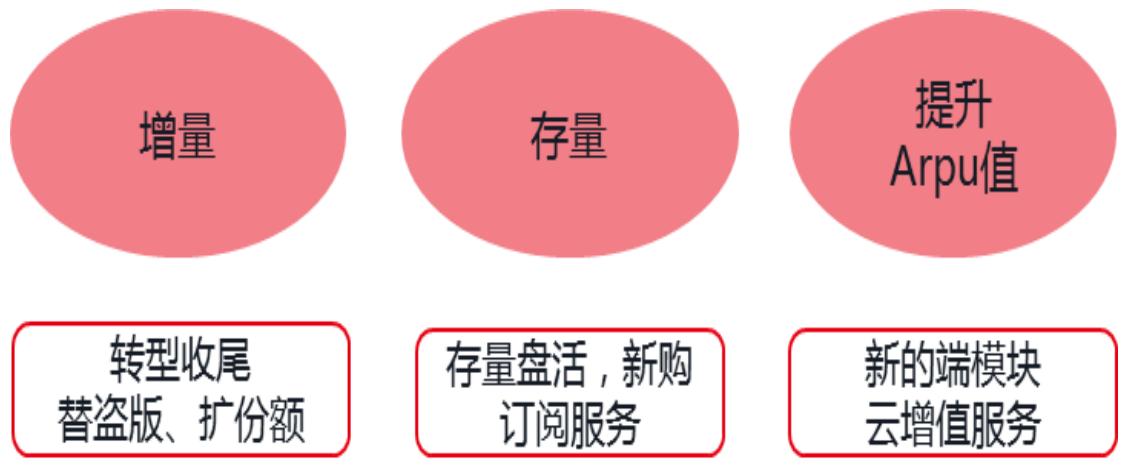 增量
存量
提升
Arpu值
转型收尾
替盗版、扩份额
存量盘活，新购
订阅服务
新的端模块
云增值服务